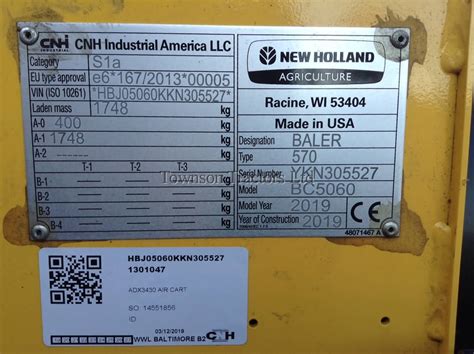 CNH INDUSTRIAL CNH Industrial America LLC
Category S1a
EU type approval e6*167/2013*00005
VIN (ISO 10261) *HBJ05060KKN305527*
Laden mass 1748 kg
A-0 400 kg
A-1 1748 kg
A-2 ----- kg
T-1 T-2 T-3
B-1 kg
B-2 kg
B-3 kg
B-4 kg
NEW HOLLAND
AGRICULTURE
Racine, WI 53404
Made in USA
Designation BALER
Type 570
Serial Number YKN305527
Model BC5060
Model Year 2019
Year of Construction 2019
48071467 A
Townson Tractors Ltd
HBJ05060KKN305527
1301047
ADX3430 AIR CART
SO: 14551856
ID:
03/12/2019
WWL BALTIMORE B2 CNH